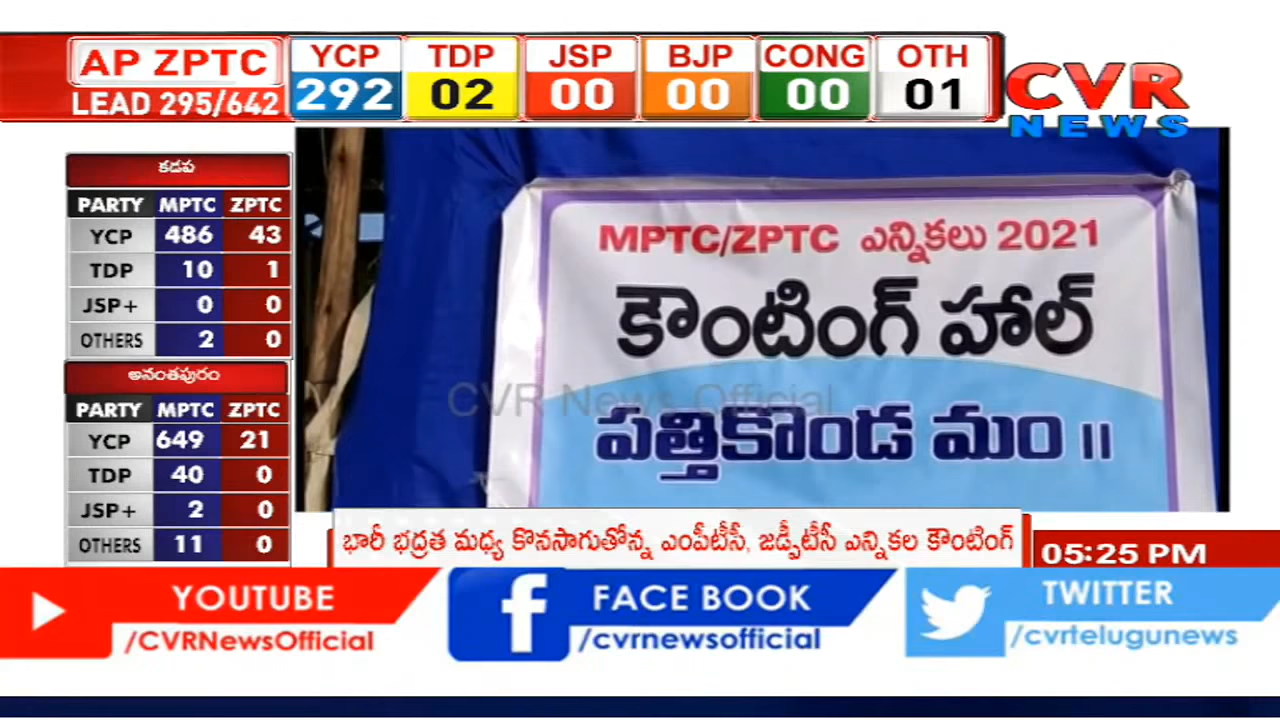 AP ZPTC
LEAD 295/642
YCP TDP JSP BJP CONG OTH
292 02 00 00 00 01
CVR
NEWS
కడప
PARTY MPTC ZPTC
YCP 486 43
TDP 10 1
JSP+ 0 0
OTHERS 2 0
అనంతపురం
PARTY MPTC ZPTC
YCP 649 21
TDP 40 0
JSP+ 2 0
OTHERS 11 0
MPTC/ZPTC ఎన్నికలు 2021
కౌంటింగ్ హాల్
CVR News Official
పత్తికొండ మం॥
భారీ భద్రత మధ్య కొనసాగుతోన్న ఎంపీటీసీ, జడ్పీటీసీ ఎన్నికల కౌంటింగ్
05:25 PM
YOUTUBE
/CVRNewsOfficial
FACE BOOK
/cvrnewsofficial
TWITTER
/cvrtelugunews